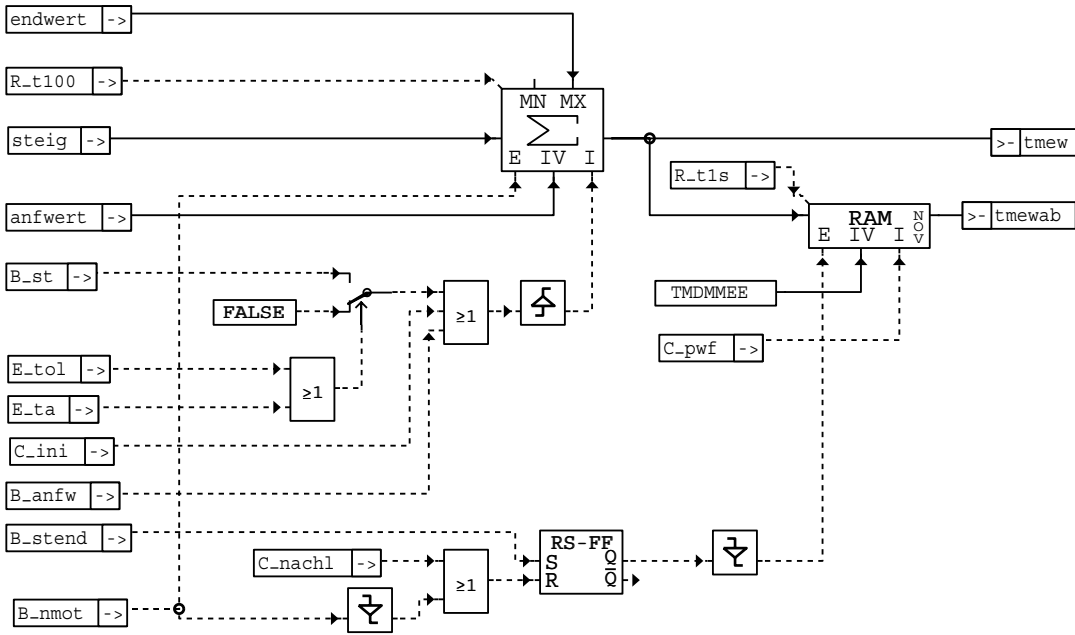 endwert ->
R_t100 ->
MN MX
steig ->
Σ
E IV I
>- tmew
R_t1s ->
anfwert ->
RAM NOV
E IV I
>- tmewab
B_st ->
FALSE
≥1
TMDMMEE
C_pwf ->
E_tol ->
≥1
E_ta ->
C_ini ->
B_anfw ->
B_stend ->
RS-FF
S Q
R Q̅
C_nachl ->
≥1
B_nmot ->